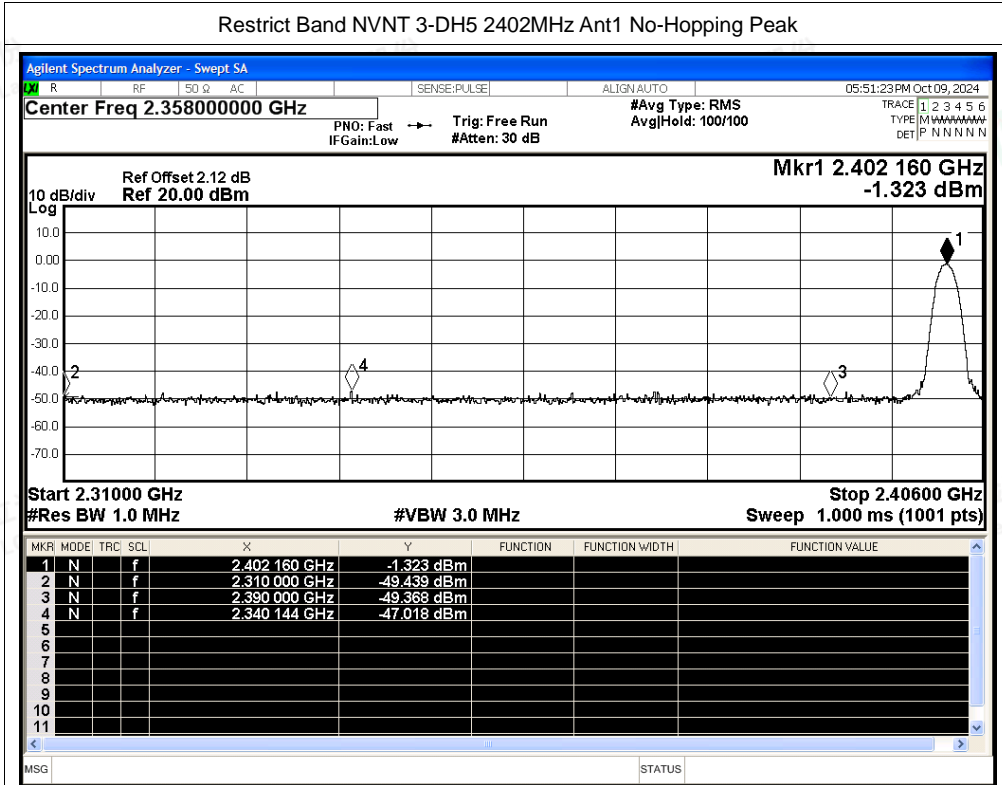 Restrict Band NVNT 3-DH5 2402MHz Ant1 No-Hopping Peak
Agilent Spectrum Analyzer - Swept SA
LXI R RF 50 Ω AC SENSE:PULSE ALIGN AUTO 05:51:23 PM Oct 09, 2024
Center Freq 2.358000000 GHz #Avg Type: RMS TRACE 1 2 3 4 5 6
PNO: Fast Trig: Free Run Avg|Hold: 100/100 TYPE M WWWWW
IFGain:Low #Atten: 30 dB DET P N N N N N
Mkr1 2.402 160 GHz
Ref Offset 2.12 dB -1.323 dBm
10 dB/div Ref 20.00 dBm
Log
10.0
1
0.00
-10.0
-20.0
-30.0
-40.0 2 4 3
-50.0
-60.0
-70.0
Start 2.31000 GHz Stop 2.40600 GHz
#Res BW 1.0 MHz #VBW 3.0 MHz Sweep 1.000 ms (1001 pts)
MKR MODE TRC SCL X Y FUNCTION FUNCTION WIDTH FUNCTION VALUE
1 N f 2.402 160 GHz -1.323 dBm
2 N f 2.310 000 GHz -49.439 dBm
3 N f 2.390 000 GHz -49.368 dBm
4 N f 2.340 144 GHz -47.018 dBm
5
6
7
8
9
10
11
MSG STATUS